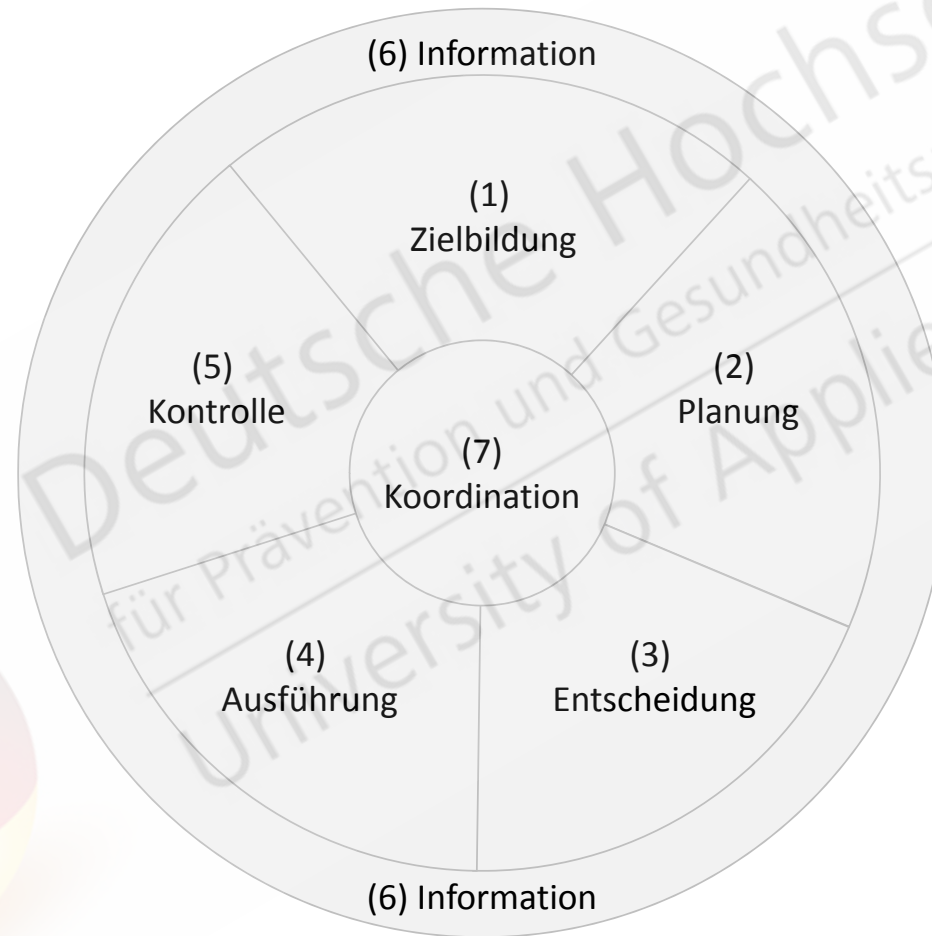 (6) Information
(1)
Zielbildung
(2)
Planung
(3)
Entscheidung
(4)
Ausführung
(5)
Kontrolle
(7)
Koordination
(6) Information
Deutsche Hochs
für Prävention und Gesundheits
University of Applie